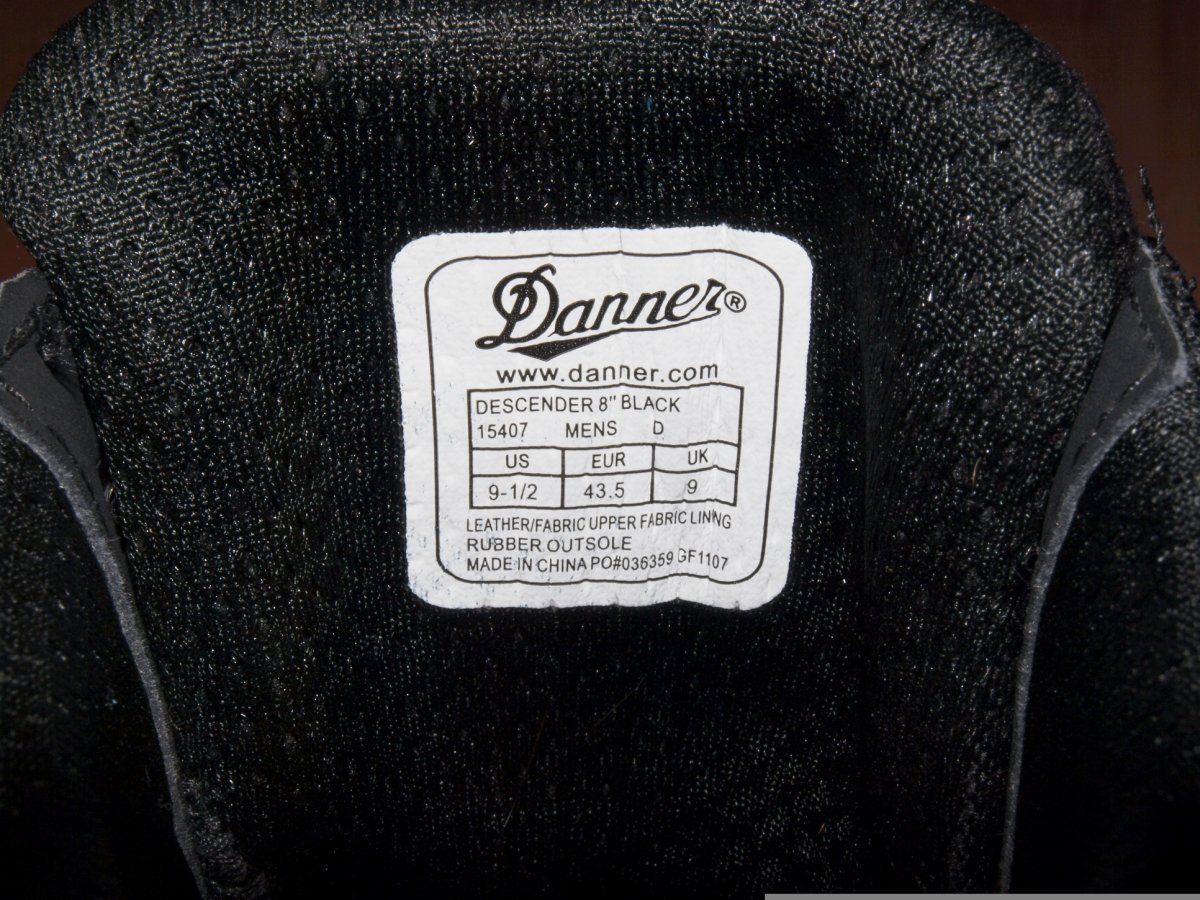 Danner®
www.danner.com
DESCENDER 8" BLACK
15407 MENS D
US EUR UK
9-1/2 43.5 9
LEATHER/FABRIC UPPER FABRIC LINING
RUBBER OUTSOLE
MADE IN CHINA PO#036359 GF1107